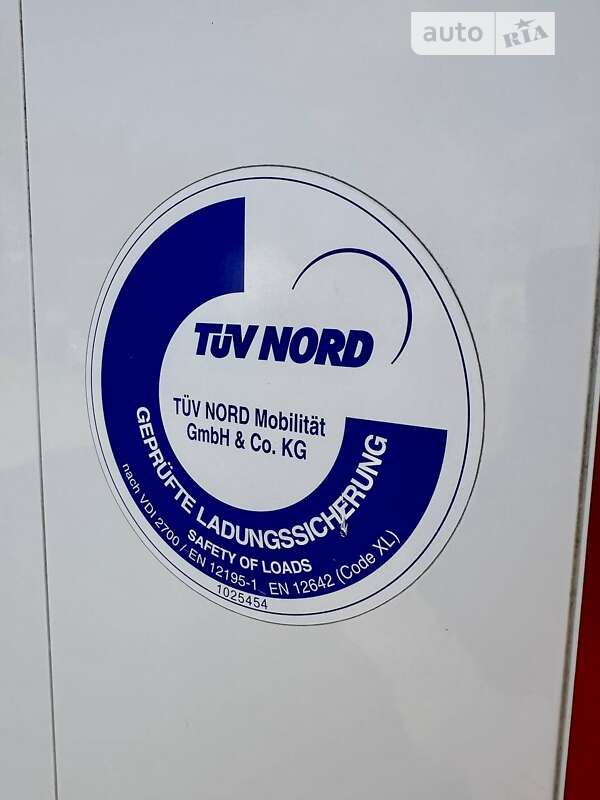 auto RIA
TÜV NORD
TÜV NORD Mobilität
GmbH & Co. KG
GEPRÜFTE LADUNGSSICHERUNG
SAFETY OF LOADS
nach VDI 2700 / EN 12195-1 EN 12642 (Code XL)
1025454